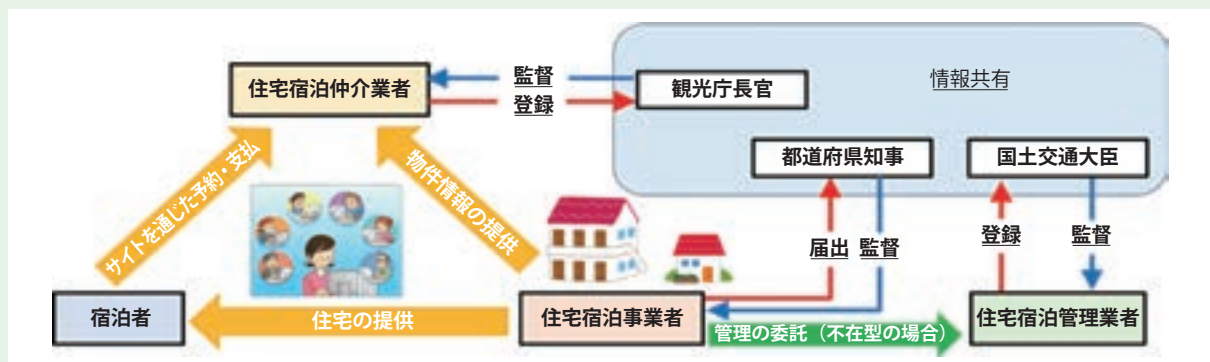 住宅宿泊仲介業者
監督
登録
観光庁長官
情報共有
都道府県知事
国土交通大臣
サイトを通じた予約・支払
物件情報の提供
届出
監督
登録
監督
宿泊者
住宅の提供
住宅宿泊事業者
管理の委託（不在型の場合）
住宅宿泊管理業者